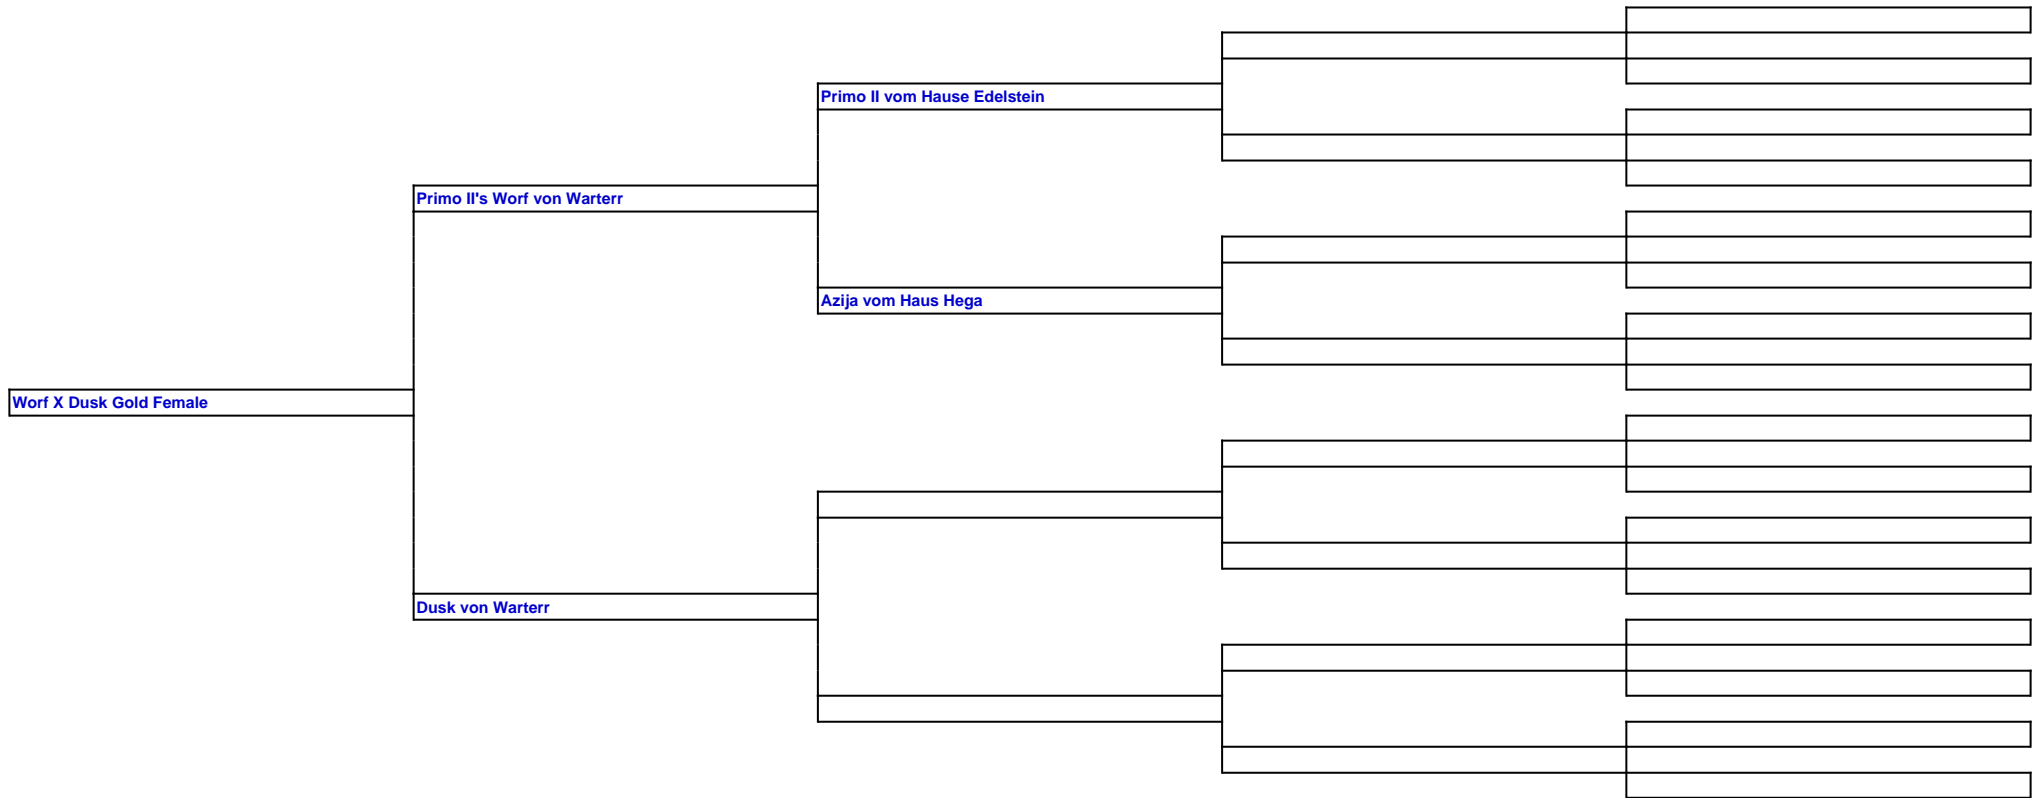 Primo II vom Hause Edelstein
Primo II's Worf von Warterr
Azija vom Haus Hega
Worf X Dusk Gold Female
Dusk von Warterr